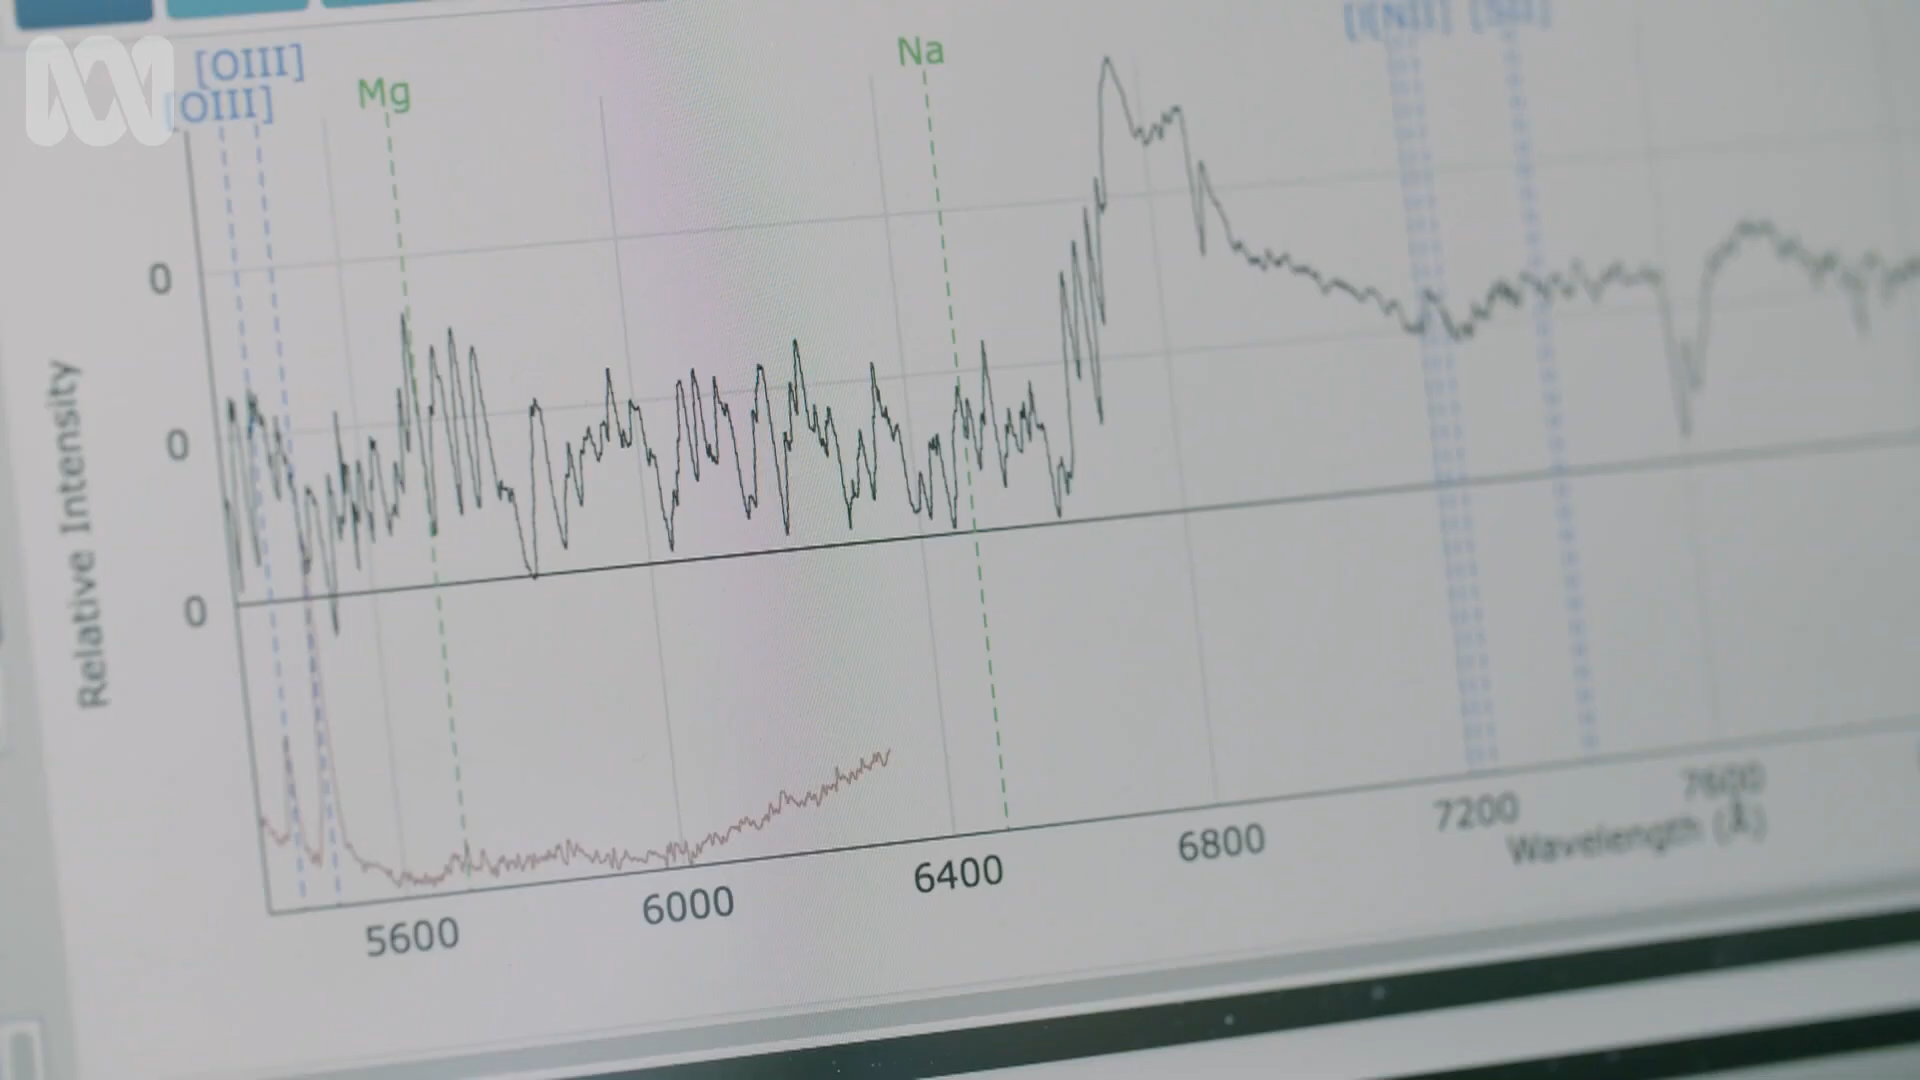 [OIII]
[OIII]
Mg
Na
0
0
0
Relative Intensity
5600
6000
6400
6800
7200
7600
Wavelength (Å)